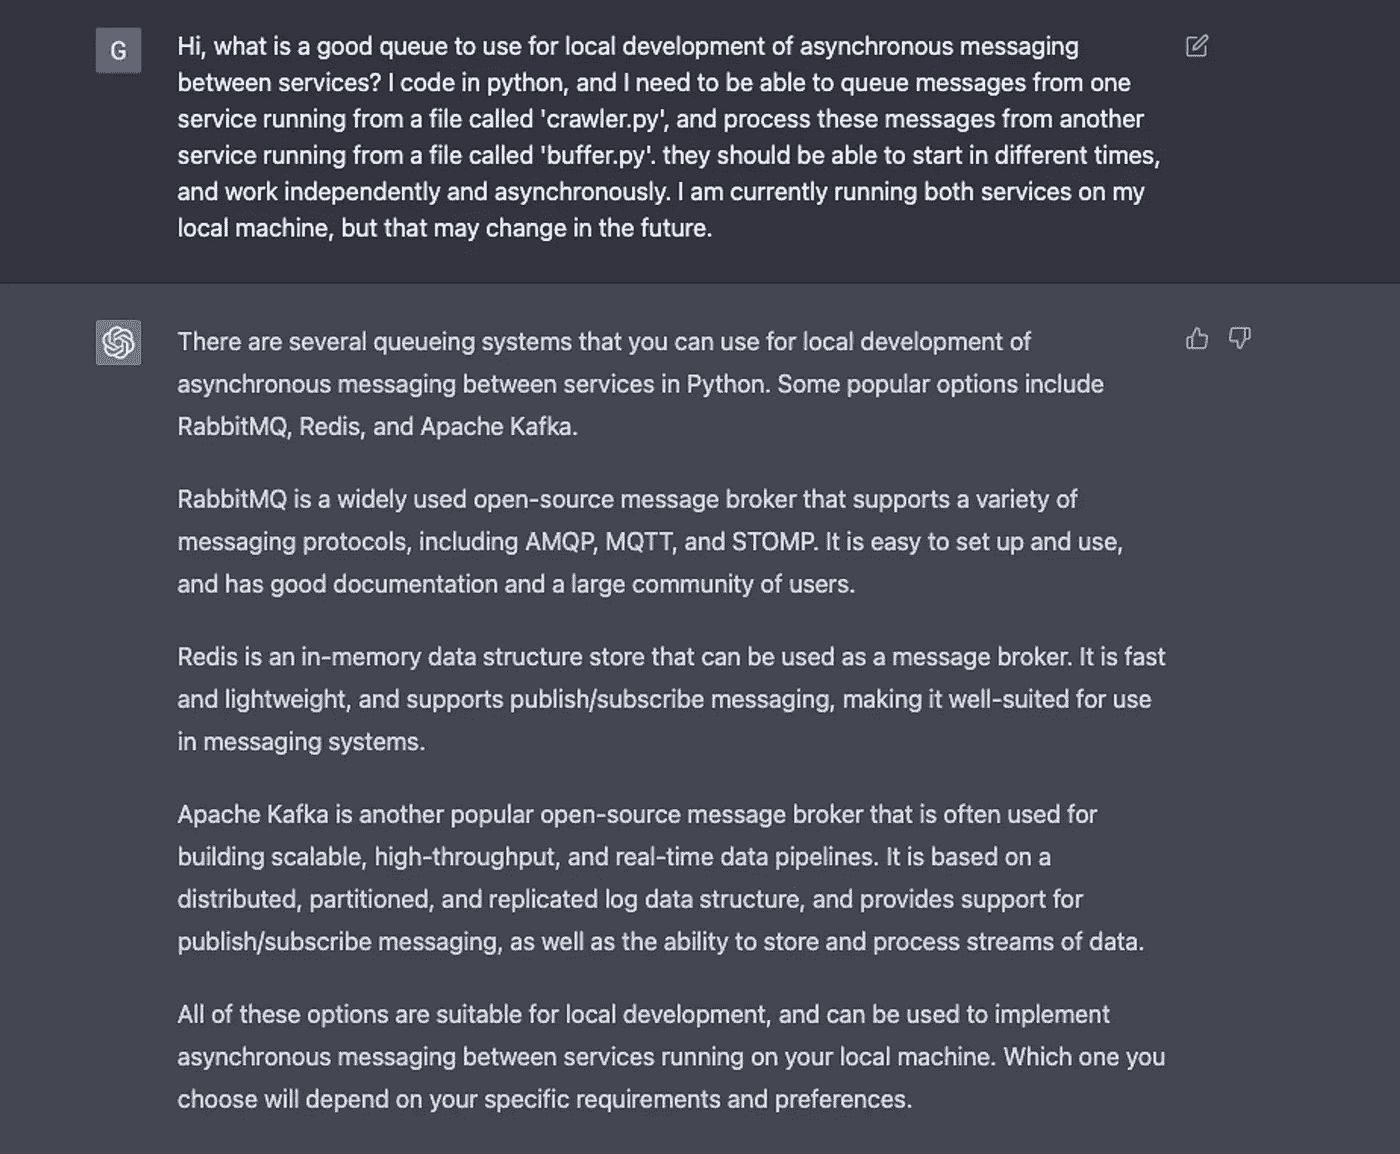 G
Hi, what is a good queue to use for local development of asynchronous messaging
between services? I code in python, and I need to be able to queue messages from one
service running from a file called 'crawler.py', and process these messages from another
service running from a file called 'buffer.py'. they should be able to start in different times,
and work independently and asynchronously. I am currently running both services on my
local machine, but that may change in the future.
There are several queueing systems that you can use for local development of
asynchronous messaging between services in Python. Some popular options include
RabbitMQ, Redis, and Apache Kafka.
RabbitMQ is a widely used open-source message broker that supports a variety of
messaging protocols, including AMQP, MQTT, and STOMP. It is easy to set up and use,
and has good documentation and a large community of users.
Redis is an in-memory data structure store that can be used as a message broker. It is fast
and lightweight, and supports publish/subscribe messaging, making it well-suited for use
in messaging systems.
Apache Kafka is another popular open-source message broker that is often used for
building scalable, high-throughput, and real-time data pipelines. It is based on a
distributed, partitioned, and replicated log data structure, and provides support for
publish/subscribe messaging, as well as the ability to store and process streams of data.
All of these options are suitable for local development, and can be used to implement
asynchronous messaging between services running on your local machine. Which one you
choose will depend on your specific requirements and preferences.